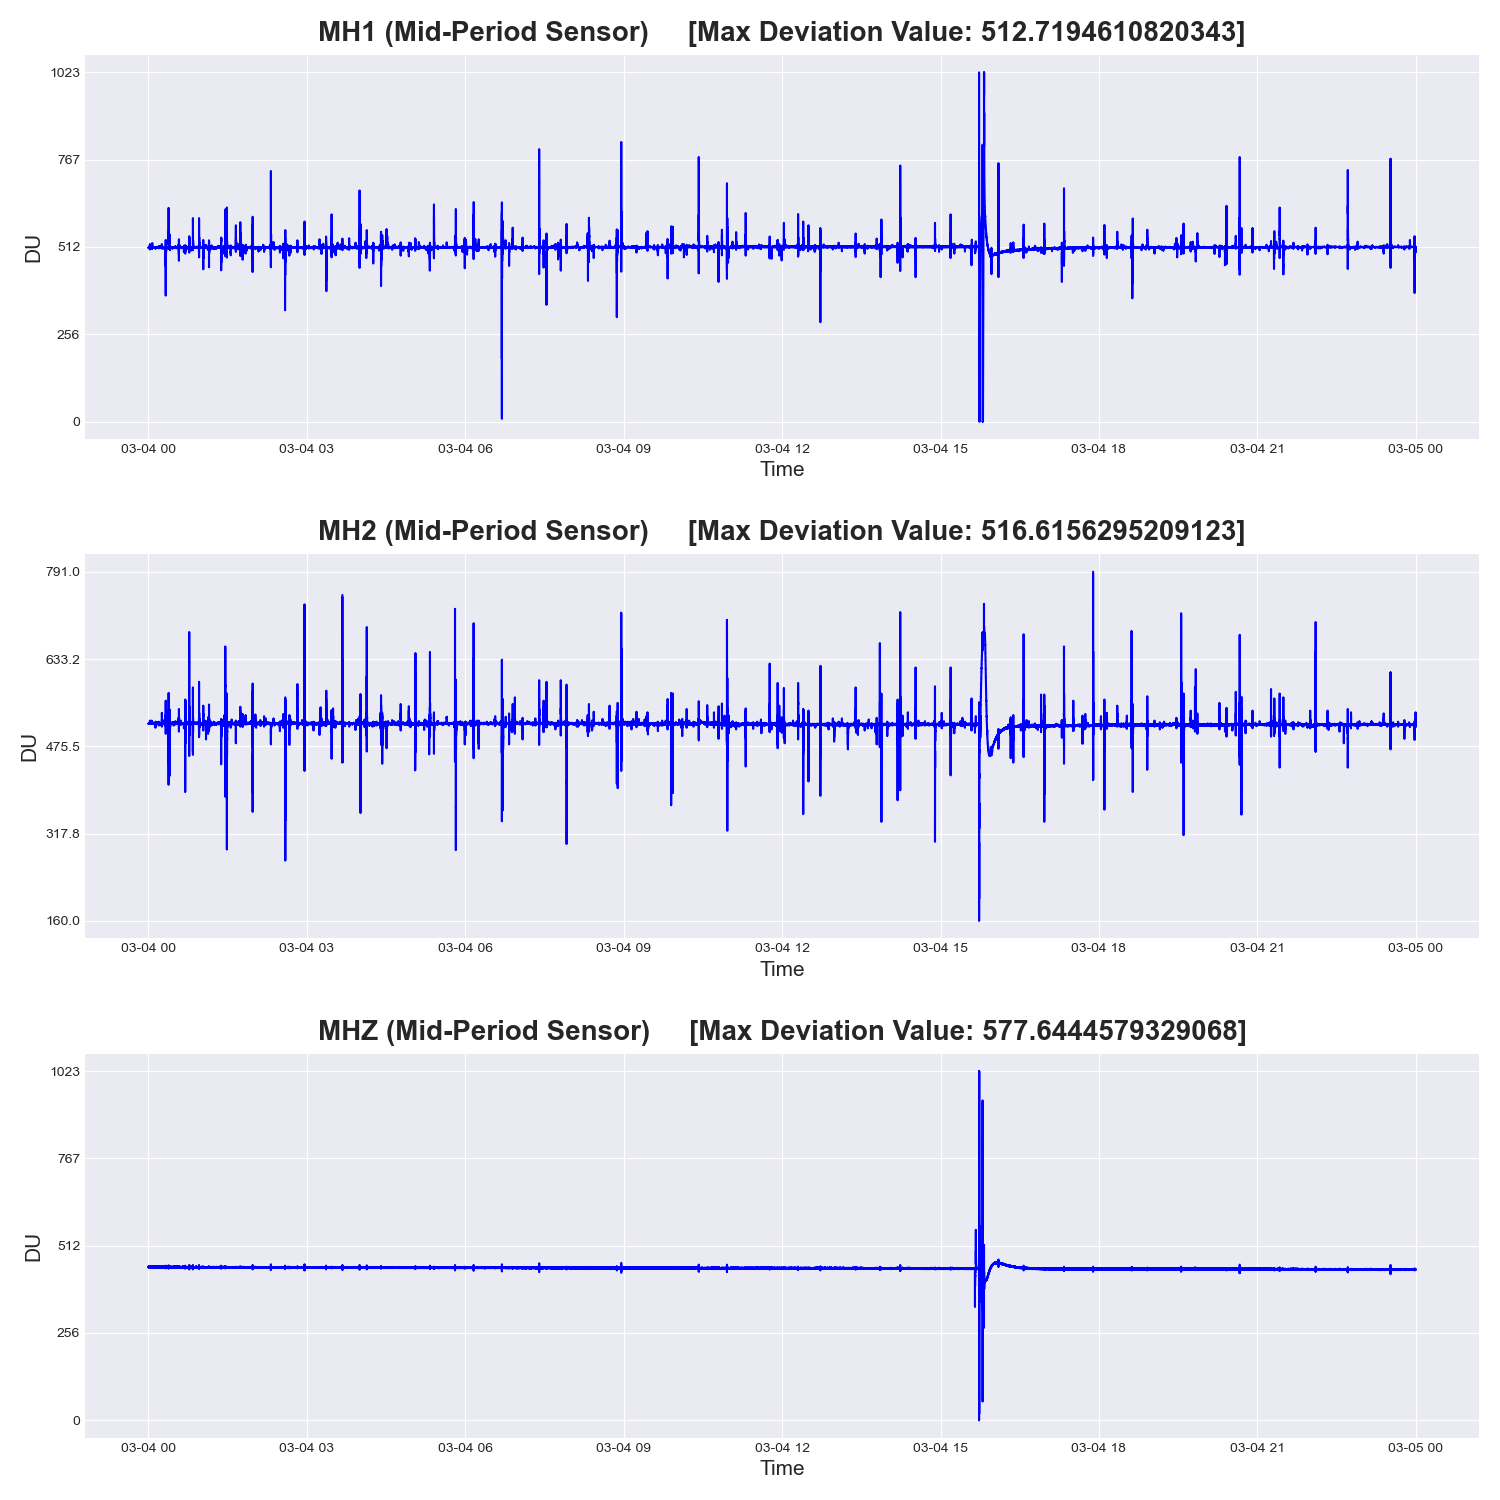 MH1 (Mid-Period Sensor) [Max Deviation Value: 512.7194610820343]
1023
767
512
256
0
DU
03-04 00 03-04 03 03-04 06 03-04 09 03-04 12 03-04 15 03-04 18 03-04 21 03-05 00
Time
MH2 (Mid-Period Sensor) [Max Deviation Value: 516.6156295209123]
791.0
633.2
475.5
317.8
160.0
DU
03-04 00 03-04 03 03-04 06 03-04 09 03-04 12 03-04 15 03-04 18 03-04 21 03-05 00
Time
MHZ (Mid-Period Sensor) [Max Deviation Value: 577.6444579329068]
1023
767
512
256
0
DU
03-04 00 03-04 03 03-04 06 03-04 09 03-04 12 03-04 15 03-04 18 03-04 21 03-05 00
Time